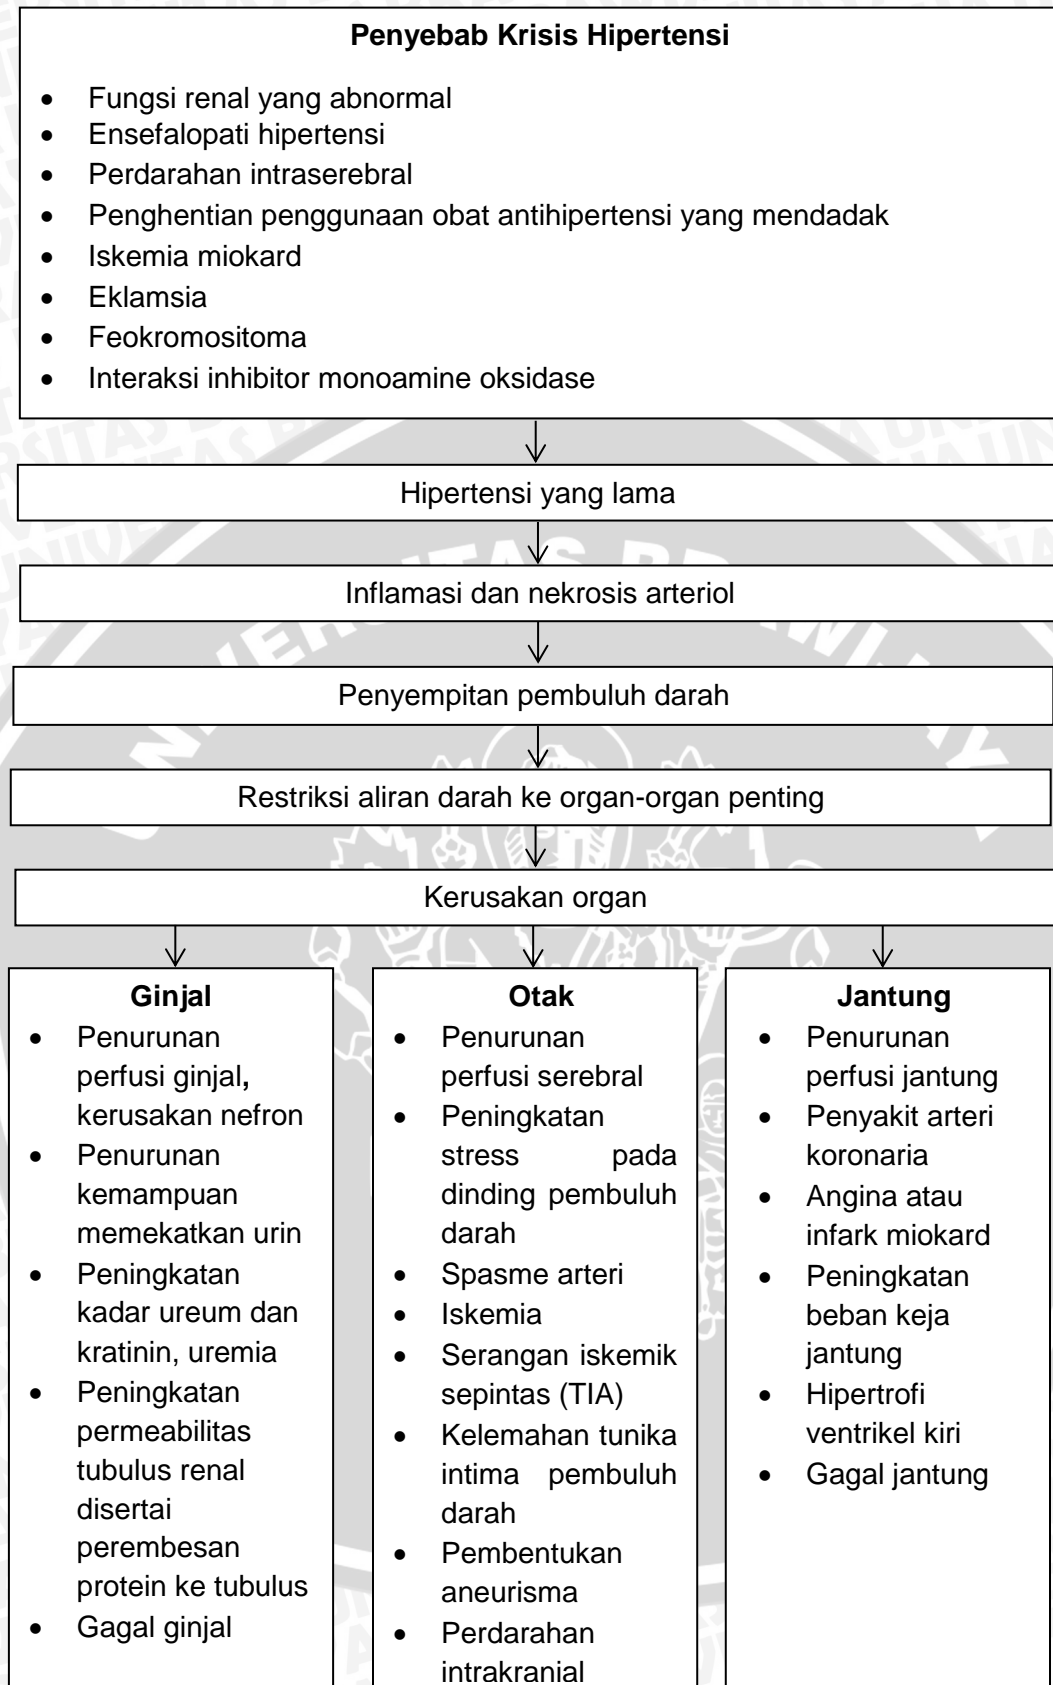 Penyebab Krisis Hipertensi
• Fungsi renal yang abnormal
• Ensefalopati hipertensi
• Perdarahan intraserebral
• Penghentian penggunaan obat antihipertensi yang mendadak
• Iskemia miokard
• Eklamsia
• Feokromositoma
• Interaksi inhibitor monoamine oksidase
Hipertensi yang lama
Inflamasi dan nekrosis arteriol
Penyempitan pembuluh darah
Restriksi aliran darah ke organ-organ penting
Kerusakan organ
Ginjal
• Penurunan
perfusi ginjal,
kerusakan nefron
• Penurunan
kemampuan
memekatkan urin
• Peningkatan
kadar ureum dan
kratinin, uremia
• Peningkatan
permeabilitas
tubulus renal
disertai
perembesan
protein ke tubulus
• Gagal ginjal
Otak
• Penurunan
perfusi serebral
• Peningkatan
stress pada
dinding pembuluh
darah
• Spasme arteri
• Iskemia
• Serangan iskemik
sepintas (TIA)
• Kelemahan tunika
intima pembuluh
darah
• Pembentukan
aneurisma
• Perdarahan
intrakranial
Jantung
• Penurunan
perfusi jantung
• Penyakit arteri
koronaria
• Angina atau
infark miokard
• Peningkatan
beban keja
jantung
• Hipertrofi
ventrikel kiri
• Gagal jantung